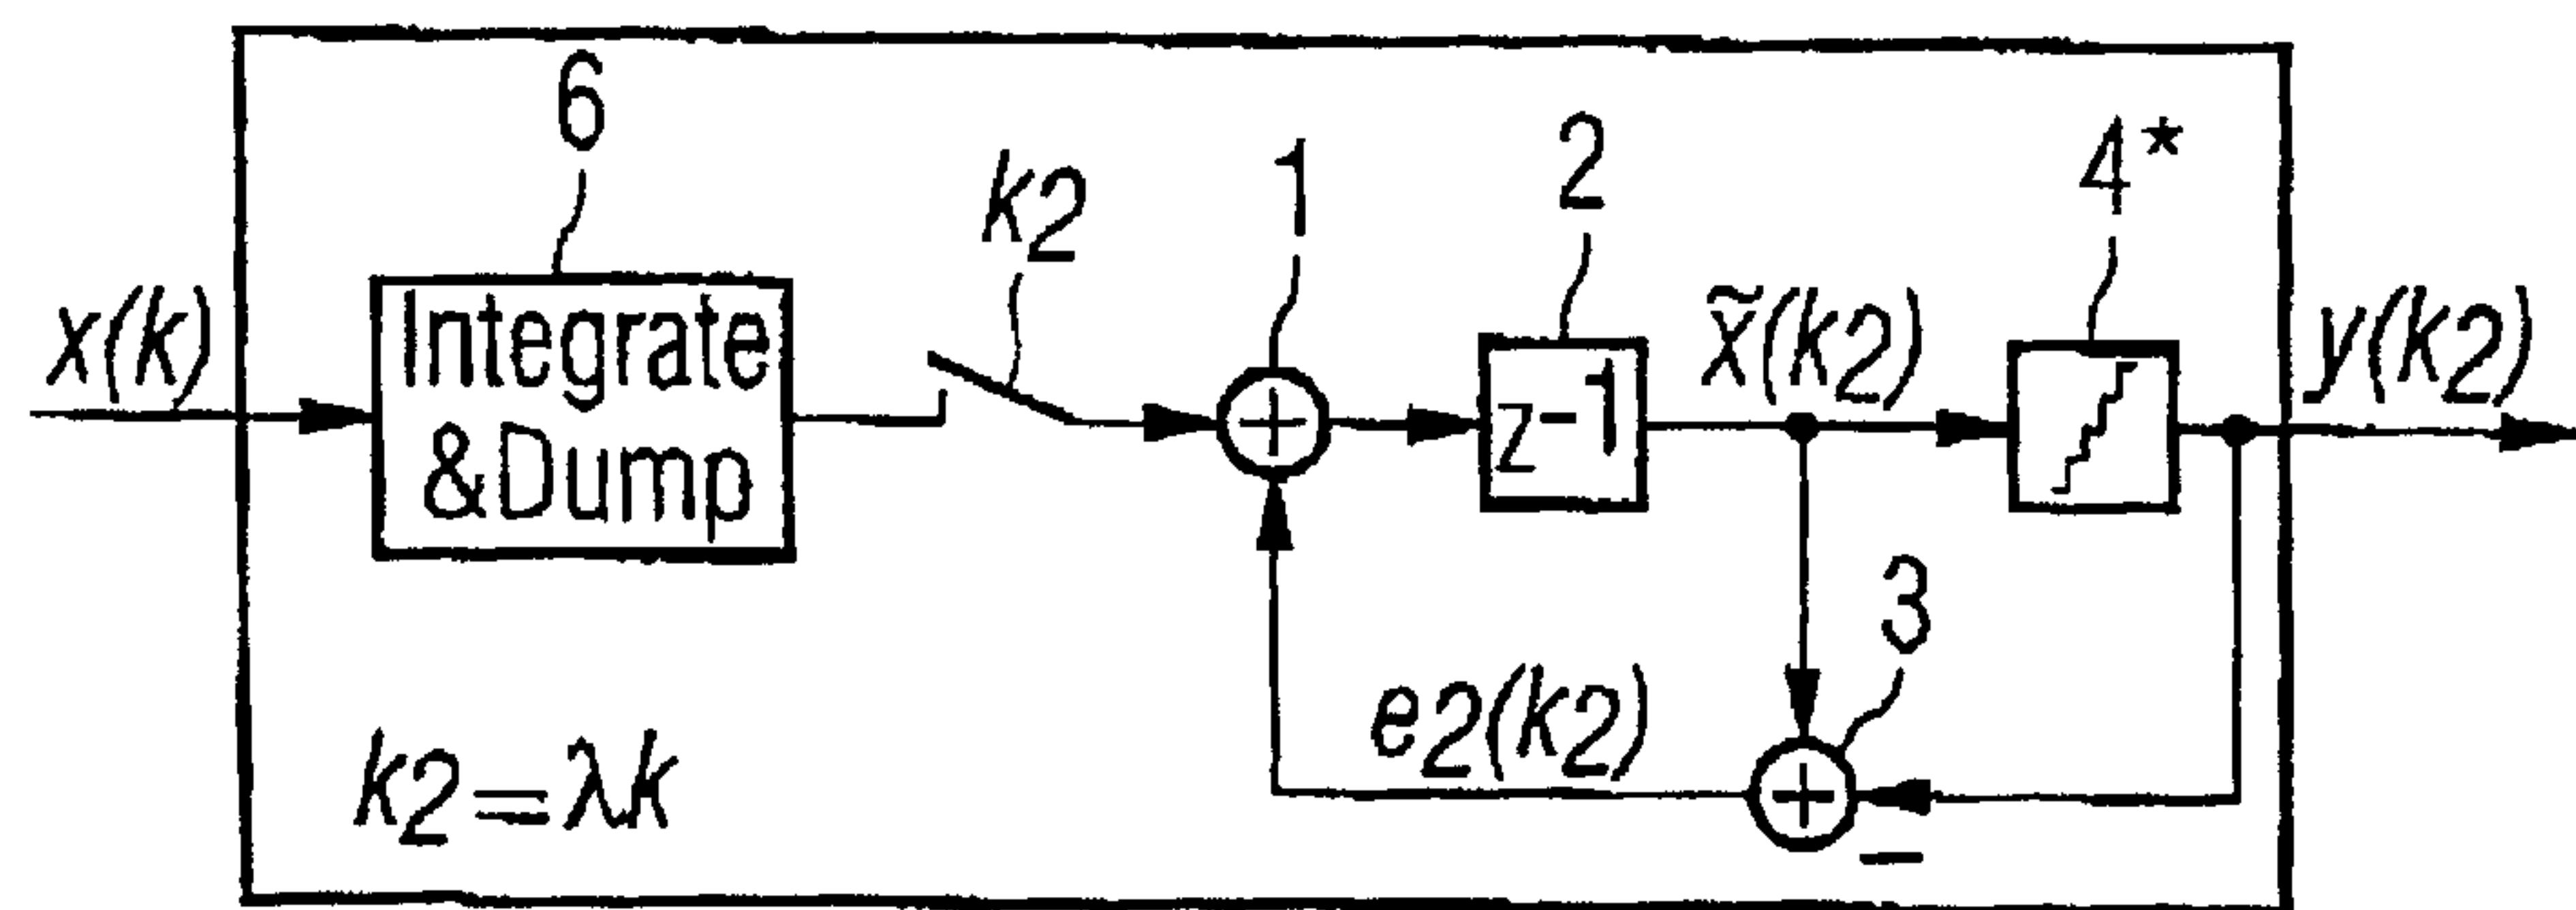 6
k2
1
2
4*
x(k)
Integrate
&Dump
+
z-1
x̃(k2)
y(k2)
3
e2(k2)
k2=λk
+
−